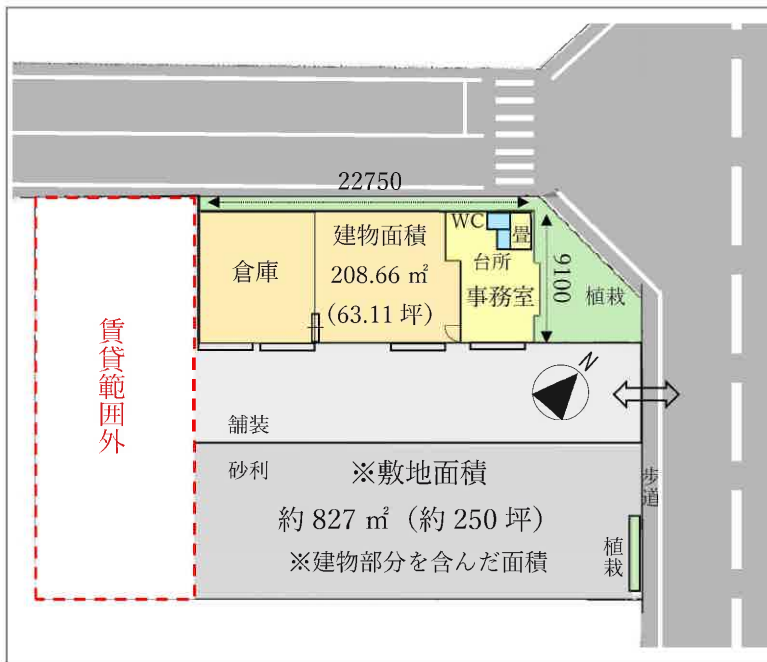 22750
WC
畳
台所
事務室
9100
植栽
倉庫
建物面積
208.66 ㎡
(63.11 坪)
賃貸範囲外
N
舗装
砂利
※敷地面積
約 827 ㎡ (約 250 坪)
※建物部分を含んだ面積
歩道
植栽